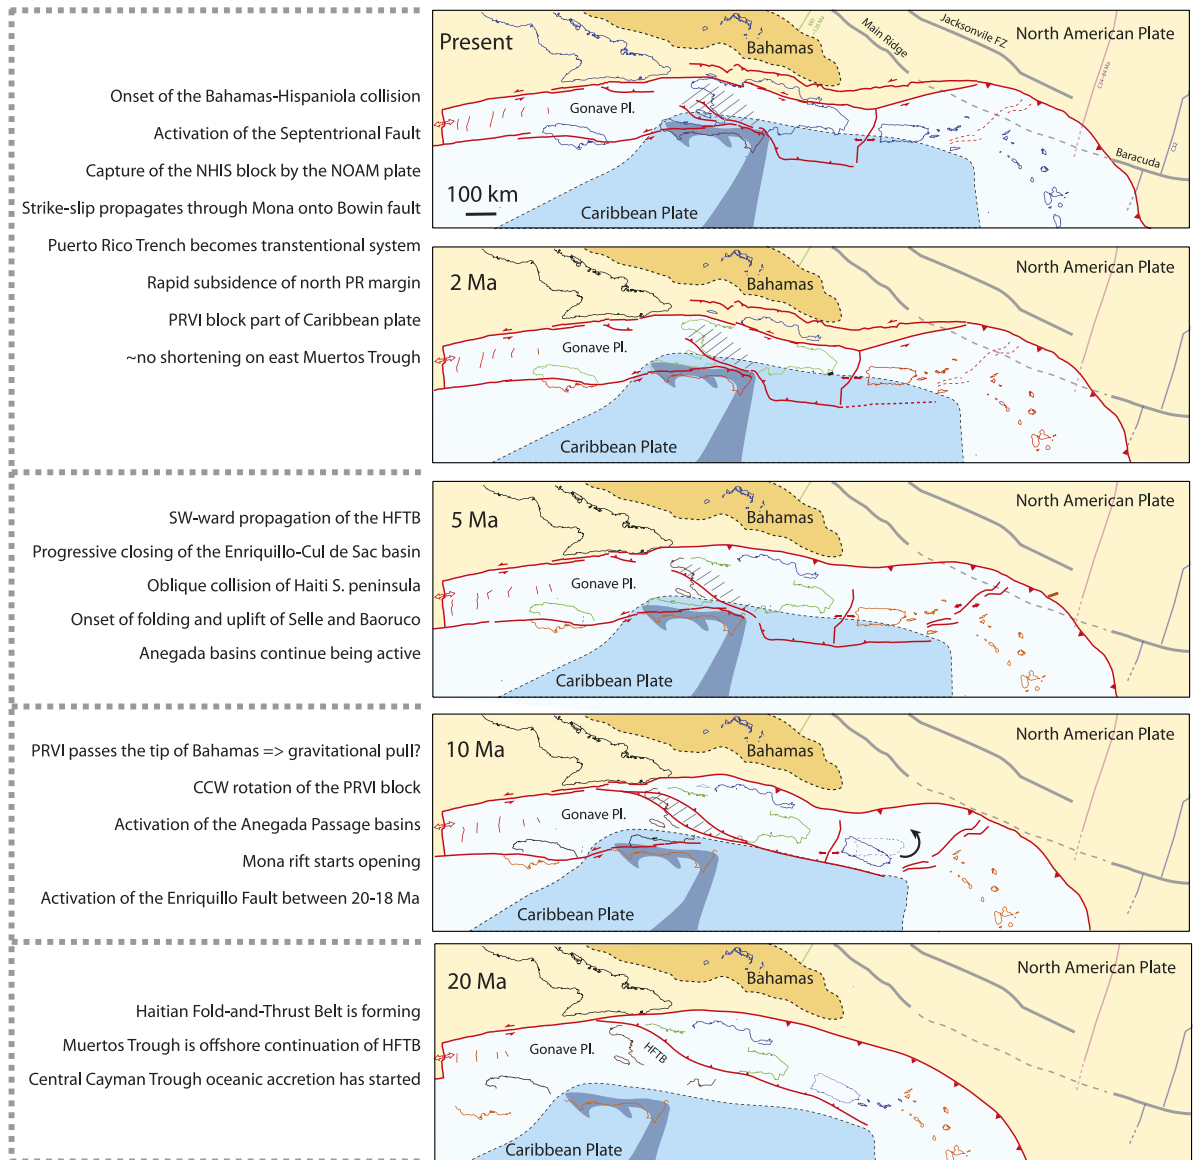 Present
Bahamas
M0
~120 Ma
Main Ridge
Jacksonvile FZ
North American Plate
C34~84 Ma
C32
Baracuda
Gonave Pl.
100 km
Caribbean Plate
Onset of the Bahamas-Hispaniola collision
Activation of the Septentrional Fault
Capture of the NHIS block by the NOAM plate
Strike-slip propagates through Mona onto Bowin fault
Puerto Rico Trench becomes transtentional system
Rapid subsidence of north PR margin
PRVI block part of Caribbean plate
~no shortening on east Muertos Trough
2 Ma
Bahamas
North American Plate
Gonave Pl.
Caribbean Plate
SW-ward propagation of the HFTB
Progressive closing of the Enriquillo-Cul de Sac basin
Oblique collision of Haiti S. peninsula
Onset of folding and uplift of Selle and Baoruco
Anegada basins continue being active
5 Ma
Bahamas
North American Plate
Gonave Pl.
Caribbean Plate
PRVI passes the tip of Bahamas => gravitational pull?
CCW rotation of the PRVI block
Activation of the Anegada Passage basins
Mona rift starts opening
Activation of the Enriquillo Fault between 20-18 Ma
10 Ma
Bahamas
North American Plate
Gonave Pl.
Caribbean Plate
Haitian Fold-and-Thrust Belt is forming
Muertos Trough is offshore continuation of HFTB
Central Cayman Trough oceanic accretion has started
20 Ma
Bahamas
North American Plate
Gonave Pl.
HFTB
Caribbean Plate